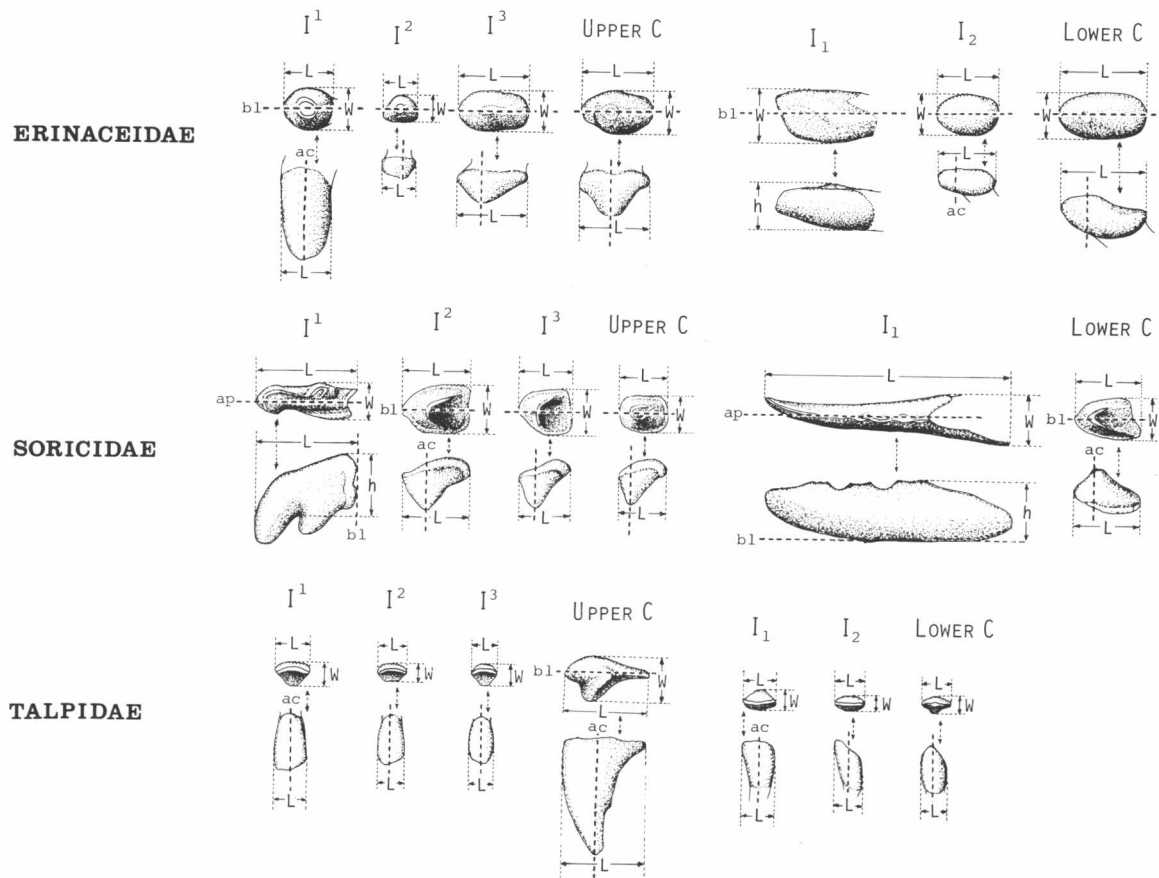 I¹ I² I³ UPPER C I₁ I₂ LOWER C
L L L L L L L
bl W W W W bl W W W
ERINACEIDAE
ac
L L L
h ac
L L L L
I¹ I² I³ UPPER C I₁ LOWER C
L L L L L L
ap W bl W W W ap W bl W
SORICIDAE
L ac ac
h h
L L L L
bl bl
I¹ I² I³ UPPER C I₁ I₂ LOWER C
L L L L L L
W W W bl W W W W
TALPIDAE
ac L ac
ac
L L L L L L
L